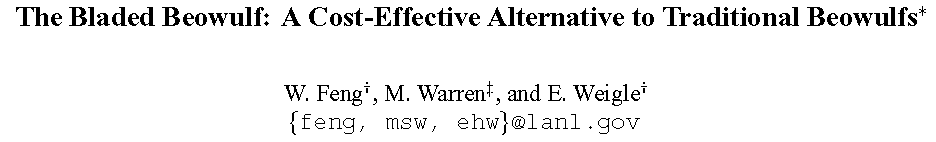 The Bladed Beowulf: A Cost-Effective Alternative to Traditional Beowulfs*
W. Feng†, M. Warren‡, and E. Weigle†
{feng, msw, ehw}@lanl.gov